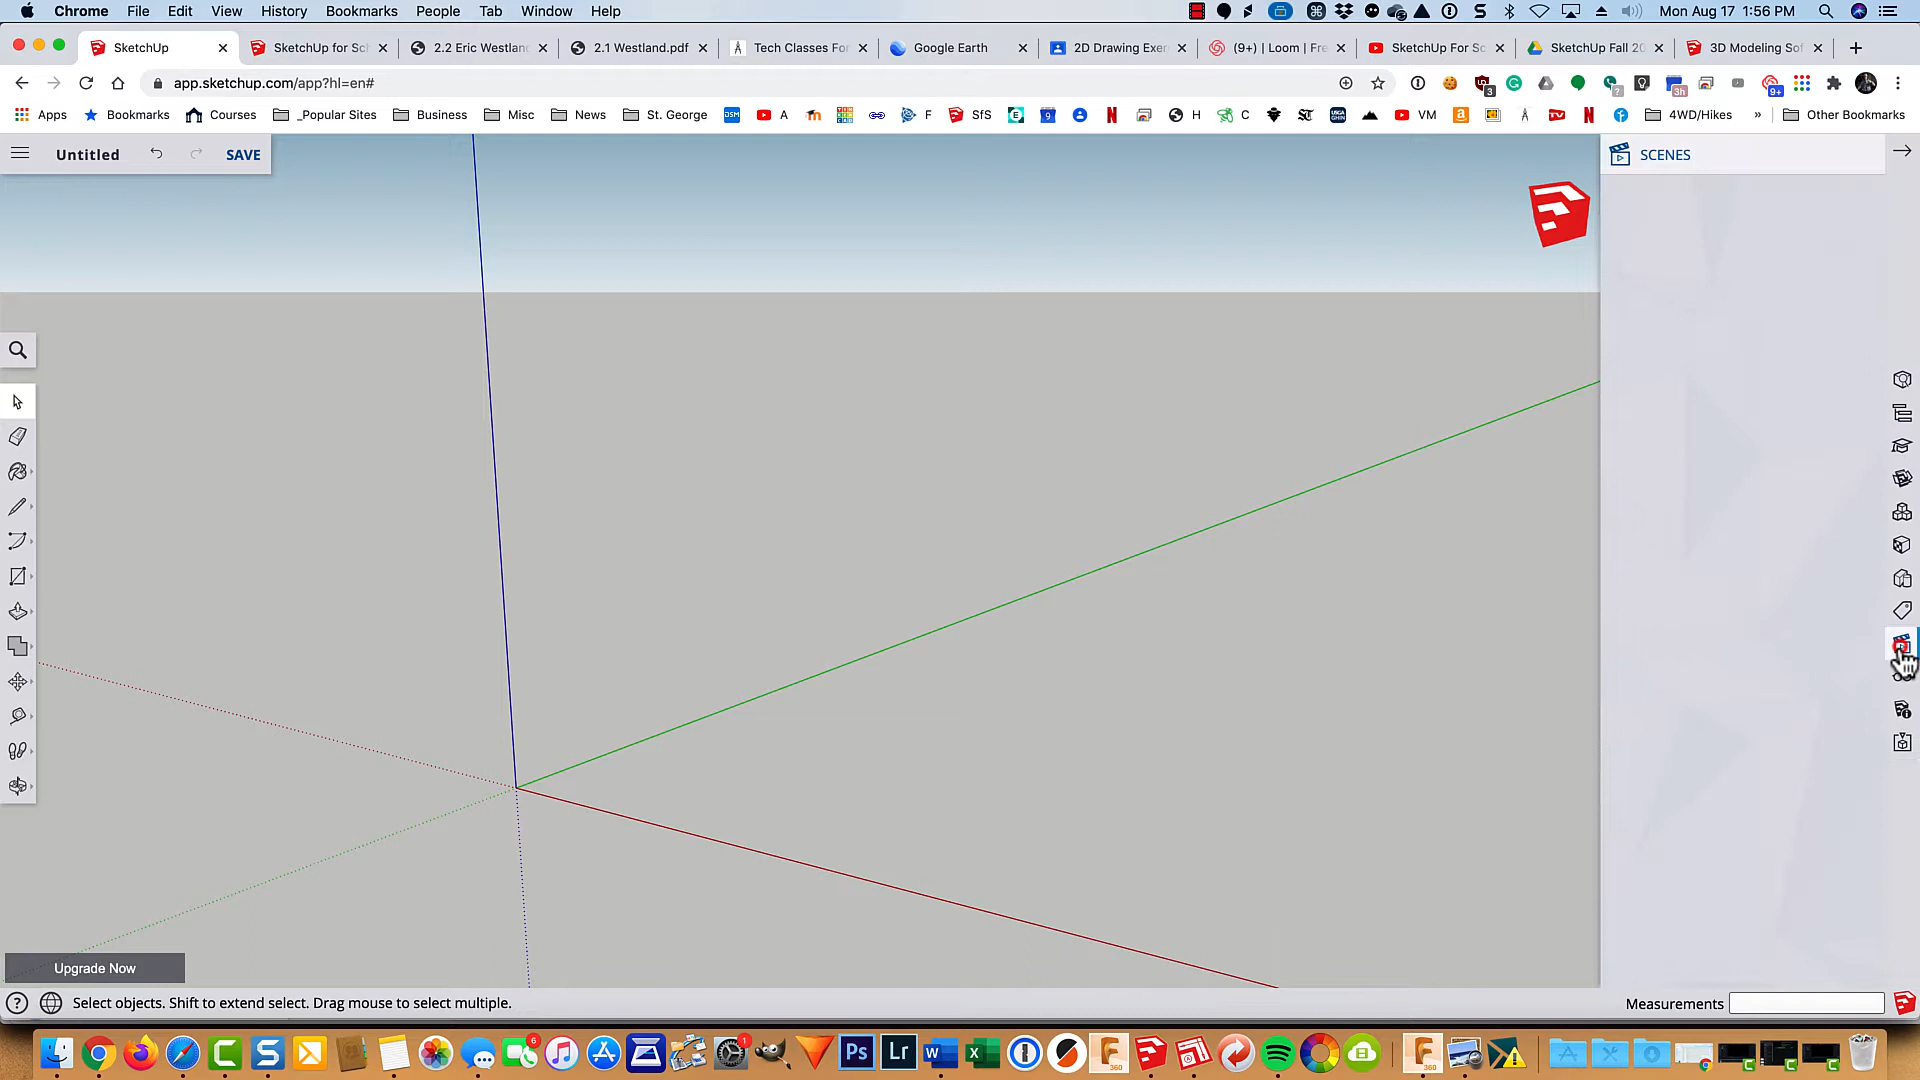 Chrome File Edit View History Bookmarks People Tab Window Help Mon Aug 17 1:56 PM
SketchUp SketchUp for Sch 2.2 Eric Westland 2.1 Westland.pdf Tech Classes For Google Earth 2D Drawing Exer (9+) | Loom | Fre SketchUp For Sc SketchUp Fall 20 3D Modeling Sof
app.sketchup.com/app?hl=en#
Apps Bookmarks Courses _Popular Sites Business Misc News St. George A F SfS H C VM 4WD/Hikes » Other Bookmarks
Untitled SAVE
SCENES
Upgrade Now
Select objects. Shift to extend select. Drag mouse to select multiple.
Measurements